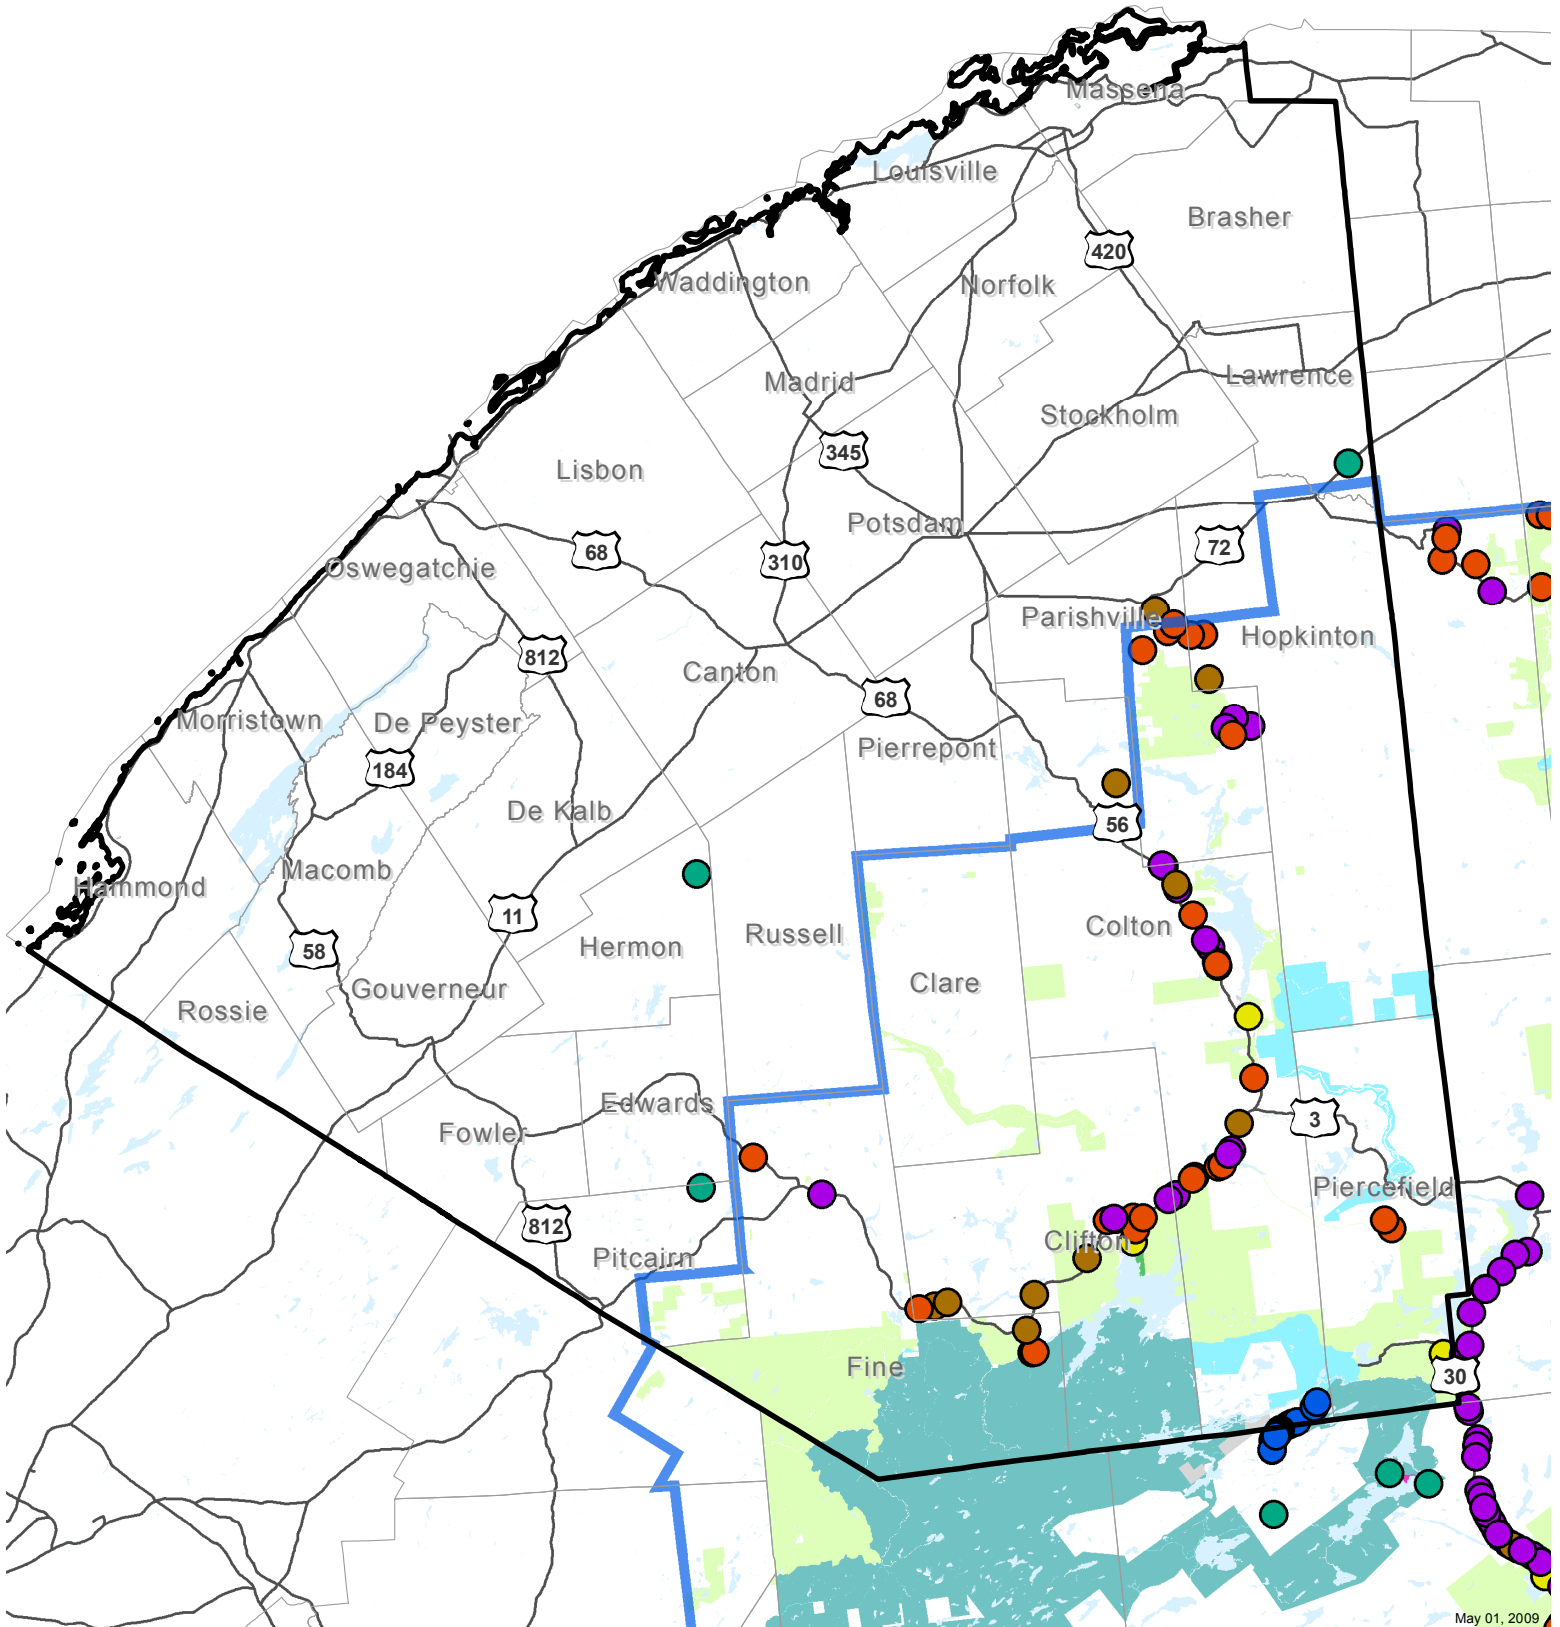 Massena
Louisville
Brasher
420
Waddington
Norfolk
Madrid
Lawrence
Stockholm
345
Lisbon
Potsdam
68
310
72
Oswegatchie
Parishville
Hopkinton
812
Canton
68
Morristown
De Peyster
Pierrepont
184
De Kalb
56
Macomb
Hammond
11
Colton
Russell
Hermon
58
Clare
Gouverneur
Rossie
Edwards
3
Fowler
Piercefield
812
Clifton
Pitcairn
Fine
30
May 01, 2009